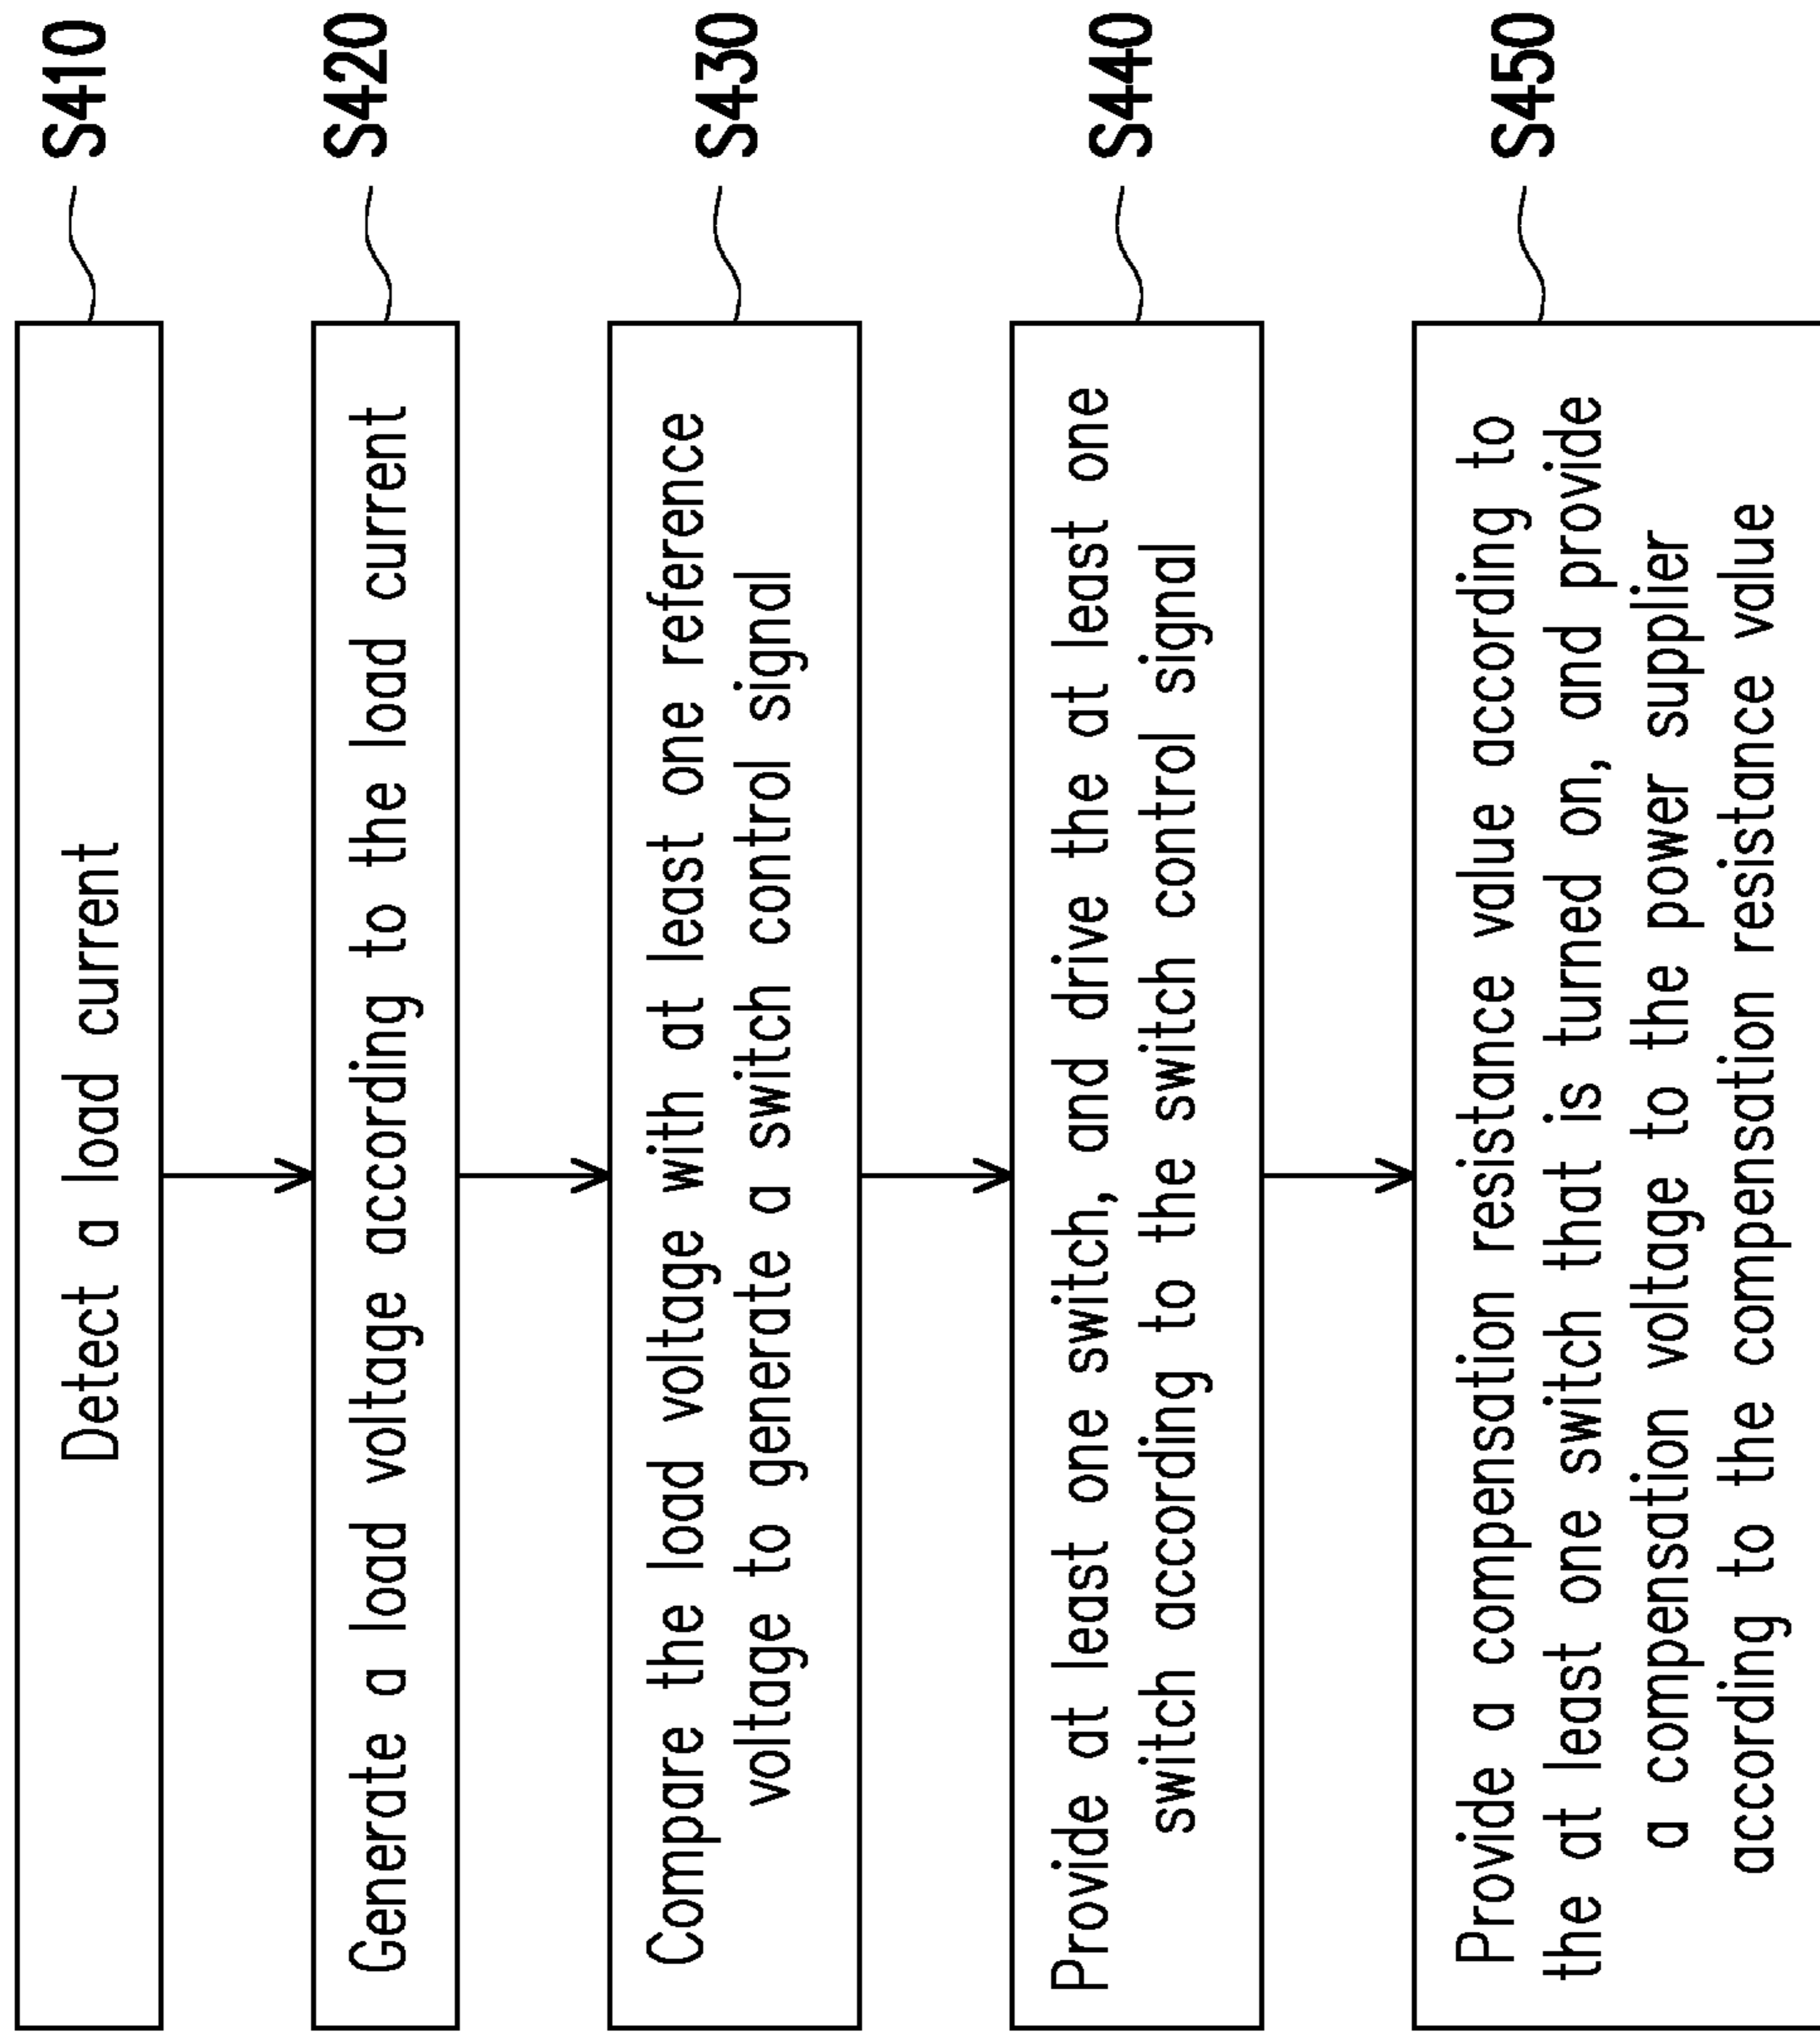 Detect a load current
S410
Generate a load voltage according to the load current
S420
Compare the load voltage with at least one reference
voltage to generate a switch control signal
S430
Provide at least one switch, and drive the at least one
switch according to the switch control signal
S440
Provide a compensation resistance value according to
the at least one switch that is turned on, and provide
a compensation voltage to the power supplier
according to the compensation resistance value
S450